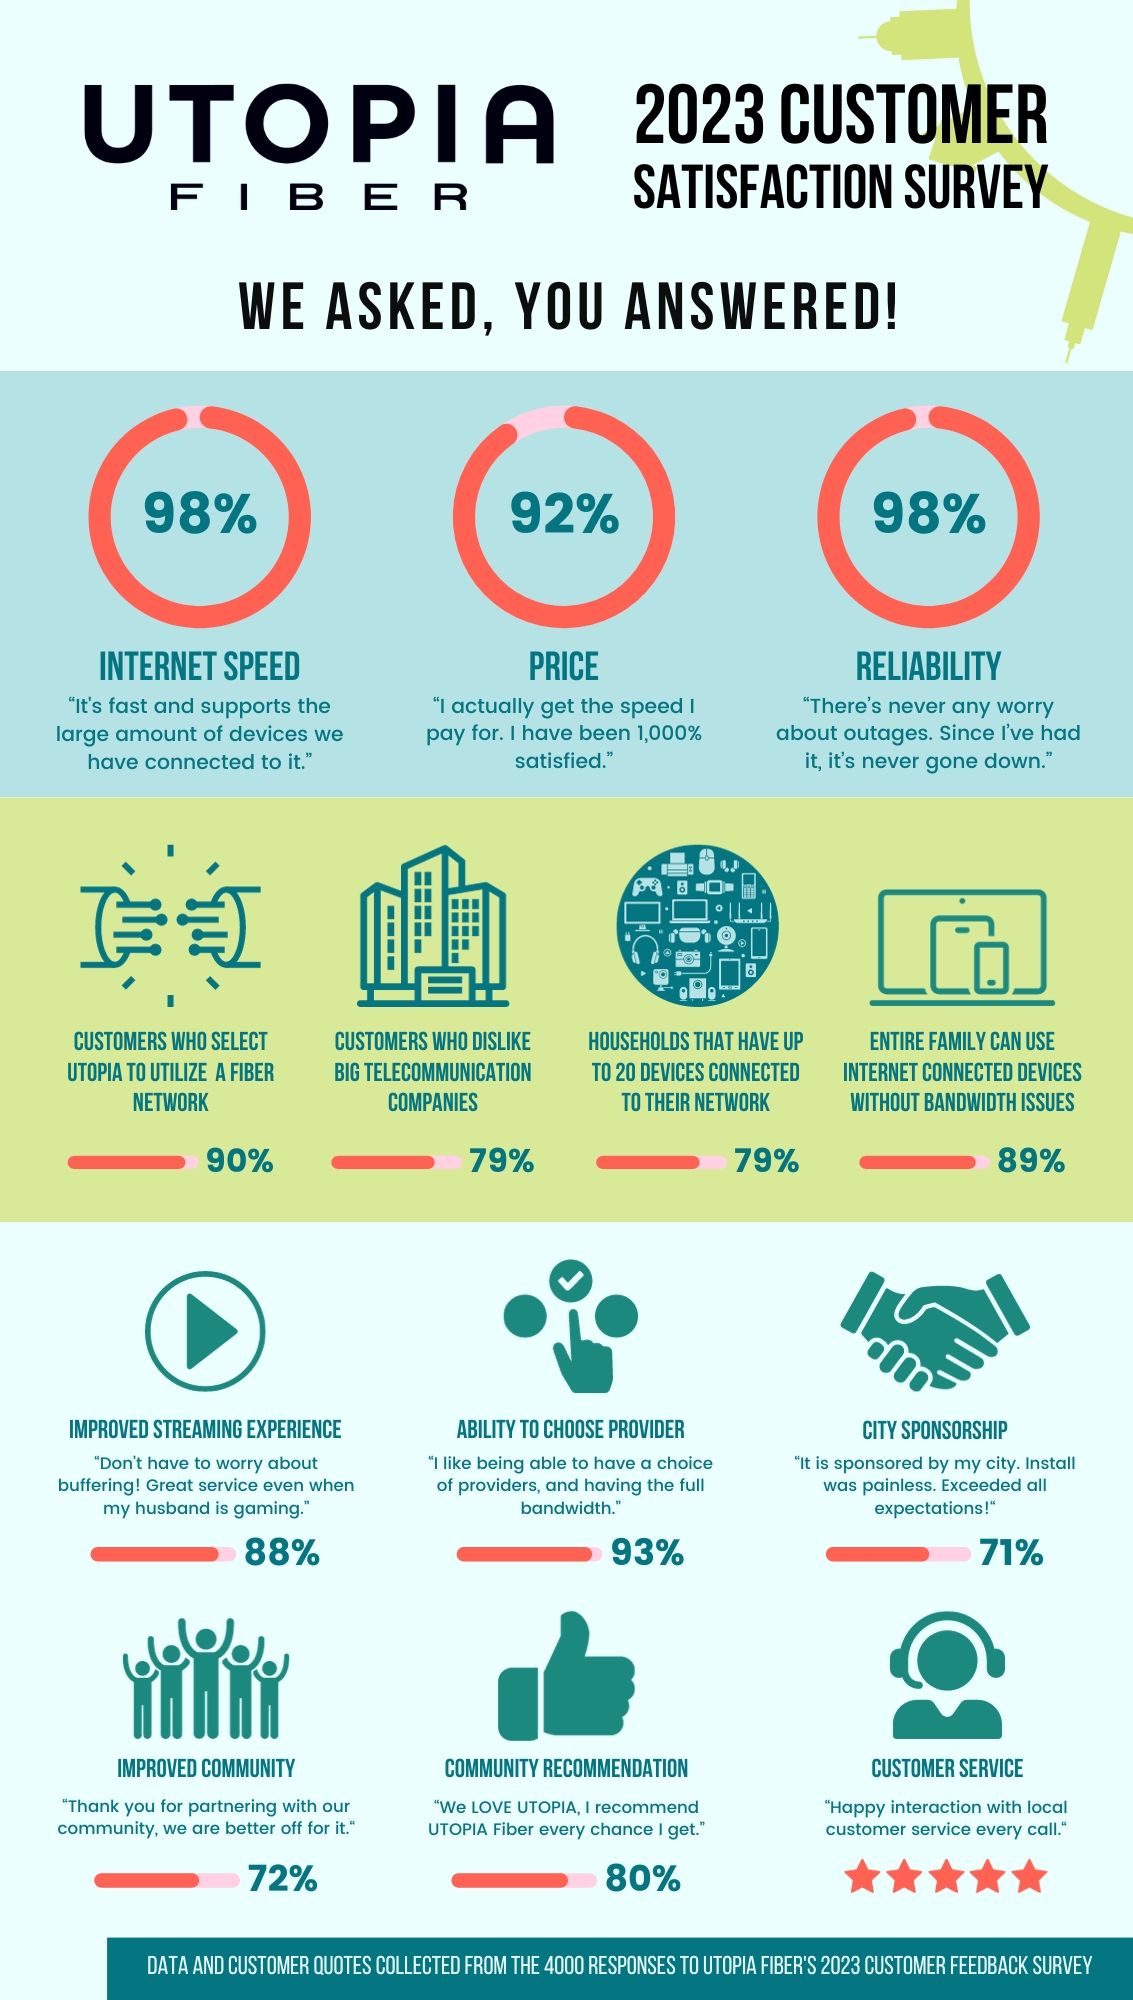 UTOPIA
FIBER
2023 CUSTOMER
SATISFACTION SURVEY
WE ASKED, YOU ANSWERED!
98%
92%
98%
INTERNET SPEED
“It's fast and supports the
large amount of devices we
have connected to it.”
PRICE
“I actually get the speed I
pay for. I have been 1,000%
satisfied.”
RELIABILITY
“There’s never any worry
about outages. Since I’ve had
it, it’s never gone down.”
CUSTOMERS WHO SELECT
UTOPIA TO UTILIZE A FIBER
NETWORK
90%
CUSTOMERS WHO DISLIKE
BIG TELECOMMUNICATION
COMPANIES
79%
HOUSEHOLDS THAT HAVE UP
TO 20 DEVICES CONNECTED
TO THEIR NETWORK
79%
ENTIRE FAMILY CAN USE
INTERNET CONNECTED DEVICES
WITHOUT BANDWIDTH ISSUES
89%
IMPROVED STREAMING EXPERIENCE
“Don’t have to worry about
buffering! Great service even when
my husband is gaming.”
88%
ABILITY TO CHOOSE PROVIDER
“I like being able to have a choice
of providers, and having the full
bandwidth.”
93%
CITY SPONSORSHIP
“It is sponsored by my city. Install
was painless. Exceeded all
expectations!“
71%
IMPROVED COMMUNITY
“Thank you for partnering with our
community, we are better off for it.“
72%
COMMUNITY RECOMMENDATION
“We LOVE UTOPIA, I recommend
UTOPIA Fiber every chance I get.”
80%
CUSTOMER SERVICE
“Happy interaction with local
customer service every call.“
DATA AND CUSTOMER QUOTES COLLECTED FROM THE 4000 RESPONSES TO UTOPIA FIBER'S 2023 CUSTOMER FEEDBACK SURVEY